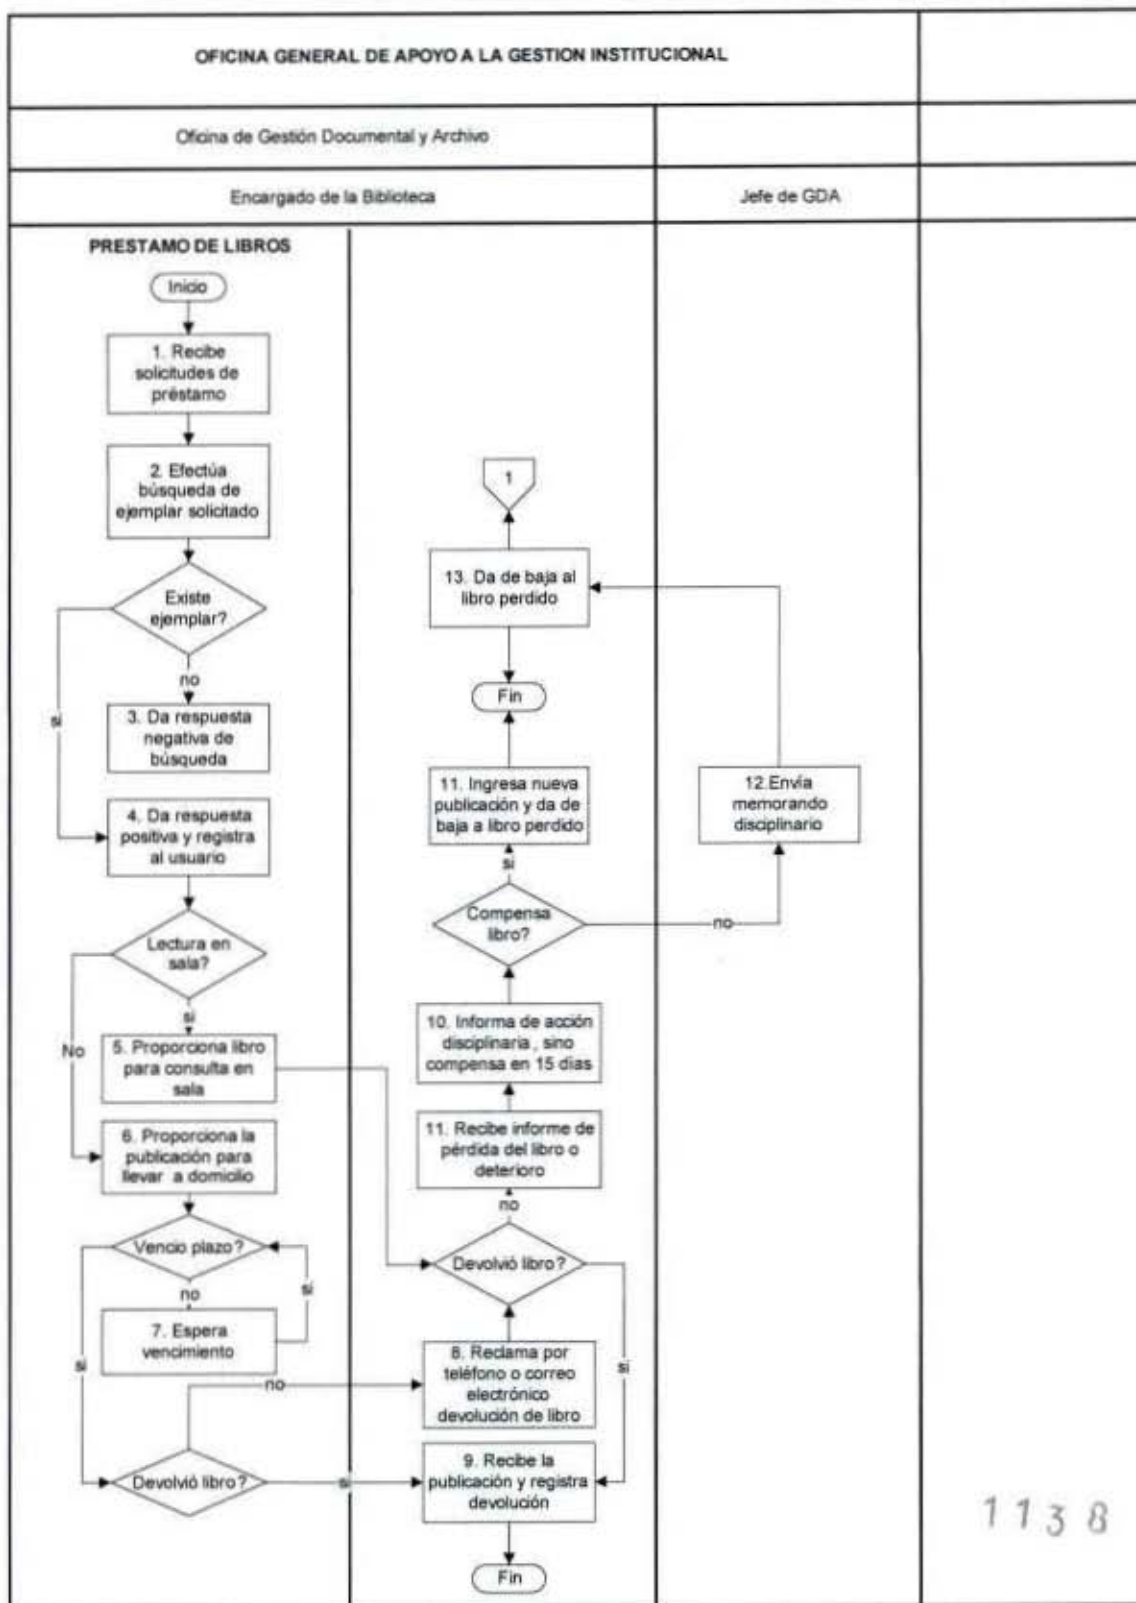 OFICINA GENERAL DE APOYO A LA GESTION INSTITUCIONAL
Oficina de Gestión Documental y Archivo
Encargado de la Biblioteca
Jefe de GDA
PRESTAMO DE LIBROS
Inicio
1. Recibe
solicitudes de
préstamo
2. Efectúa
búsqueda de
ejemplar solicitado
Existe
ejemplar?
no
si
3. Da respuesta
negativa de
búsqueda
4. Da respuesta
positiva y registra
al usuario
Lectura en
sala?
si
No
5. Proporciona libro
para consulta en
sala
6. Proporciona la
publicación para
llevar a domicilio
Vencio plazo?
no
si
7. Espera
vencimiento
si
no
Devolvió libro?
si
1
13. Da de baja al
libro perdido
Fin
11. Ingresa nueva
publicación y da de
baja a libro perdido
si
Compensa
libro?
no
10. Informa de acción
disciplinaria , sino
compensa en 15 días
11. Recibe informe de
pérdida del libro o
deterioro
no
Devolvió libro?
si
8. Reclama por
teléfono o correo
electrónico
devolución de libro
9. Recibe la
publicación y registra
devolución
Fin
12.Envía
memorando
disciplinario
1138